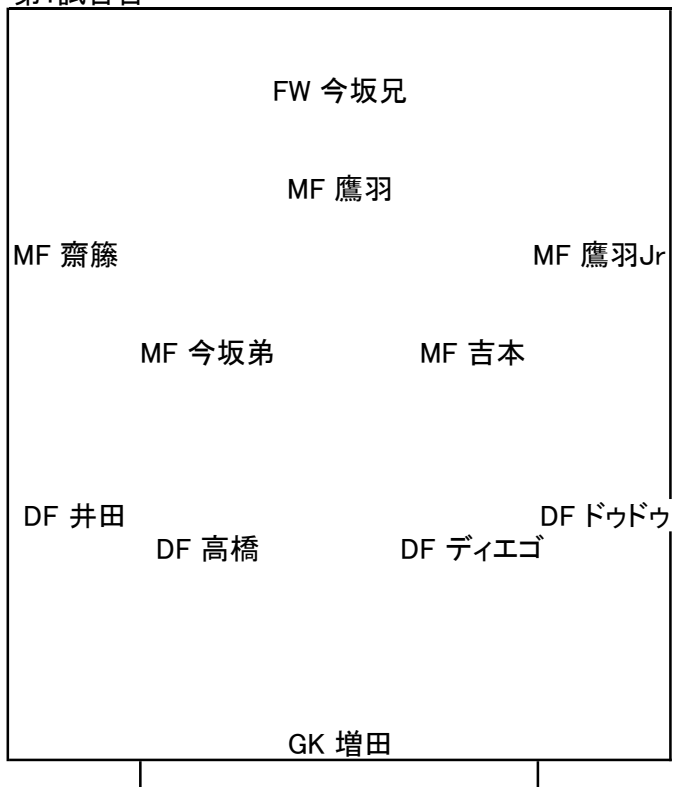 FW 今坂兄
MF 鷹羽
MF 齋籐 MF 鷹羽Jr
MF 今坂弟 MF 吉本
DF 井田 DF ドゥドゥ
DF 高橋 DF ディエゴ
GK 増田